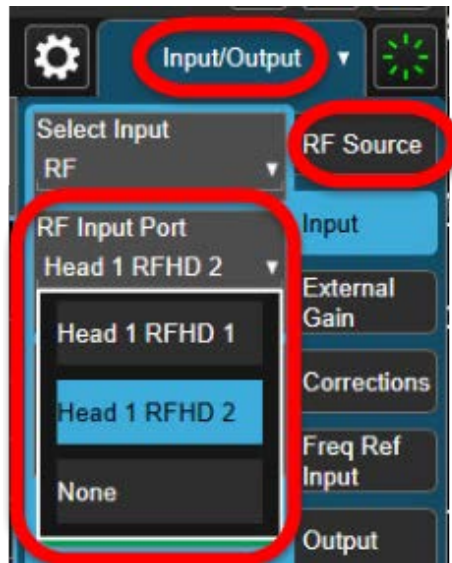 Input/Output
Select Input
RF
RF Source
RF Input Port
Head 1 RFHD 2
Input
Head 1 RFHD 1
External
Gain
Head 1 RFHD 2
Corrections
Freq Ref
Input
None
Output